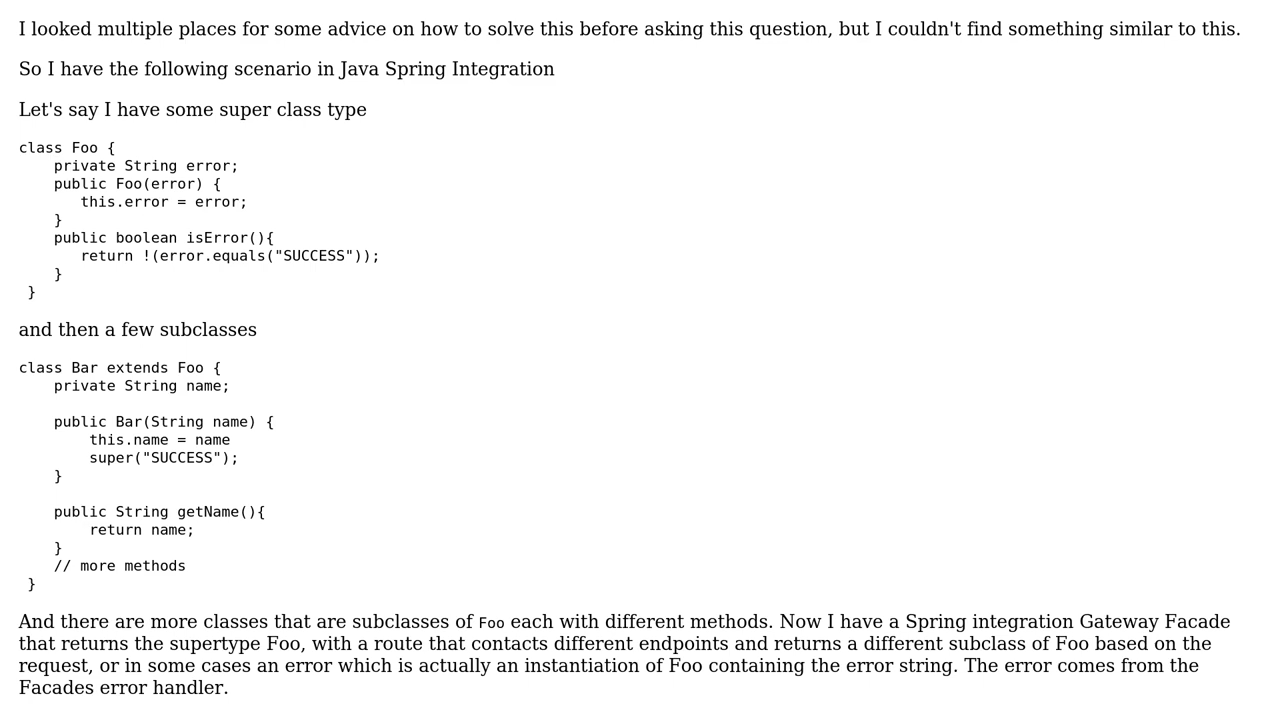 I looked multiple places for some advice on how to solve this before asking this question, but I couldn't find something similar to this.
So I have the following scenario in Java Spring Integration
Let's say I have some super class type
class Foo {
    private String error;
    public Foo(error) {
       this.error = error;
    }
    public boolean isError(){
       return !(error.equals("SUCCESS"));
    }
 }
and then a few subclasses
class Bar extends Foo {
    private String name;
    public Bar(String name) {
        this.name = name
        super("SUCCESS");
    }
    public String getName(){
        return name;
    }
    // more methods
 }
And there are more classes that are subclasses of Foo each with different methods. Now I have a Spring integration Gateway Facade
that returns the supertype Foo, with a route that contacts different endpoints and returns a different subclass of Foo based on the
request, or in some cases an error which is actually an instantiation of Foo containing the error string. The error comes from the
Facades error handler.